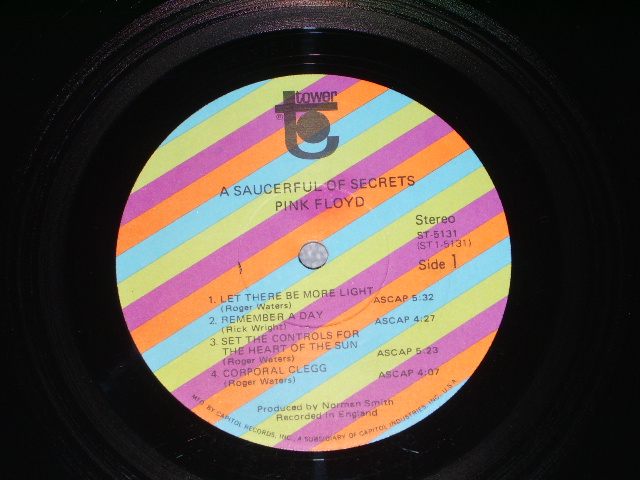 tower
®
A SAUCERFUL OF SECRETS
PINK FLOYD
Stereo
ST-5131
(ST 1-5131)
Side 1
1. LET THERE BE MORE LIGHT ASCAP 5:32
(Roger Waters)
2. REMEMBER A DAY ASCAP 4:27
(Rick Wright)
3. SET THE CONTROLS FOR
THE HEART OF THE SUN ASCAP 5:23
(Roger Waters)
4. CORPORAL CLEGG ASCAP 4:07
(Roger Waters)
Produced by Norman Smith
Recorded in England
MFD. BY CAPITOL RECORDS, INC., A SUBSIDIARY OF CAPITOL INDUSTRIES, INC. U.S.A.